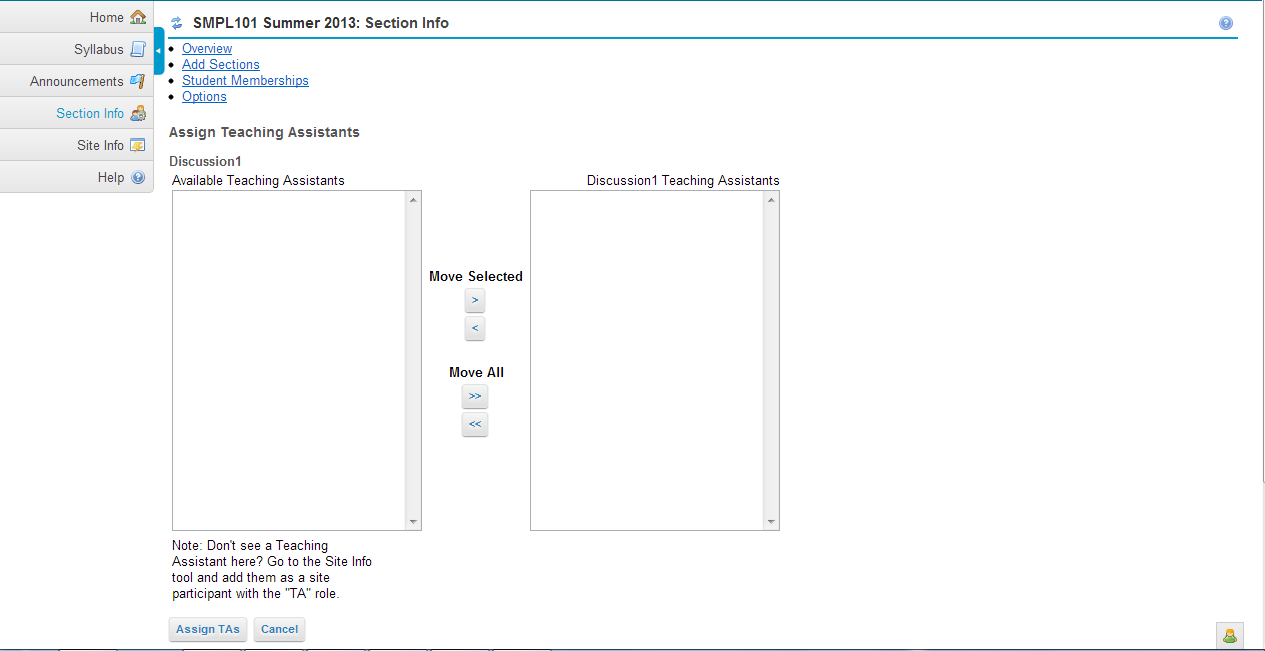 Home
Syllabus
Announcements
Section Info
Site Info
Help
SMPL101 Summer 2013: Section Info
Overview
Add Sections
Student Memberships
Options
Assign Teaching Assistants
Discussion1
Available Teaching Assistants
Discussion1 Teaching Assistants
Move Selected
>
<
Move All
>>
<<
Note: Don't see a Teaching
Assistant here? Go to the Site Info
tool and add them as a site
participant with the "TA" role.
Assign TAs
Cancel